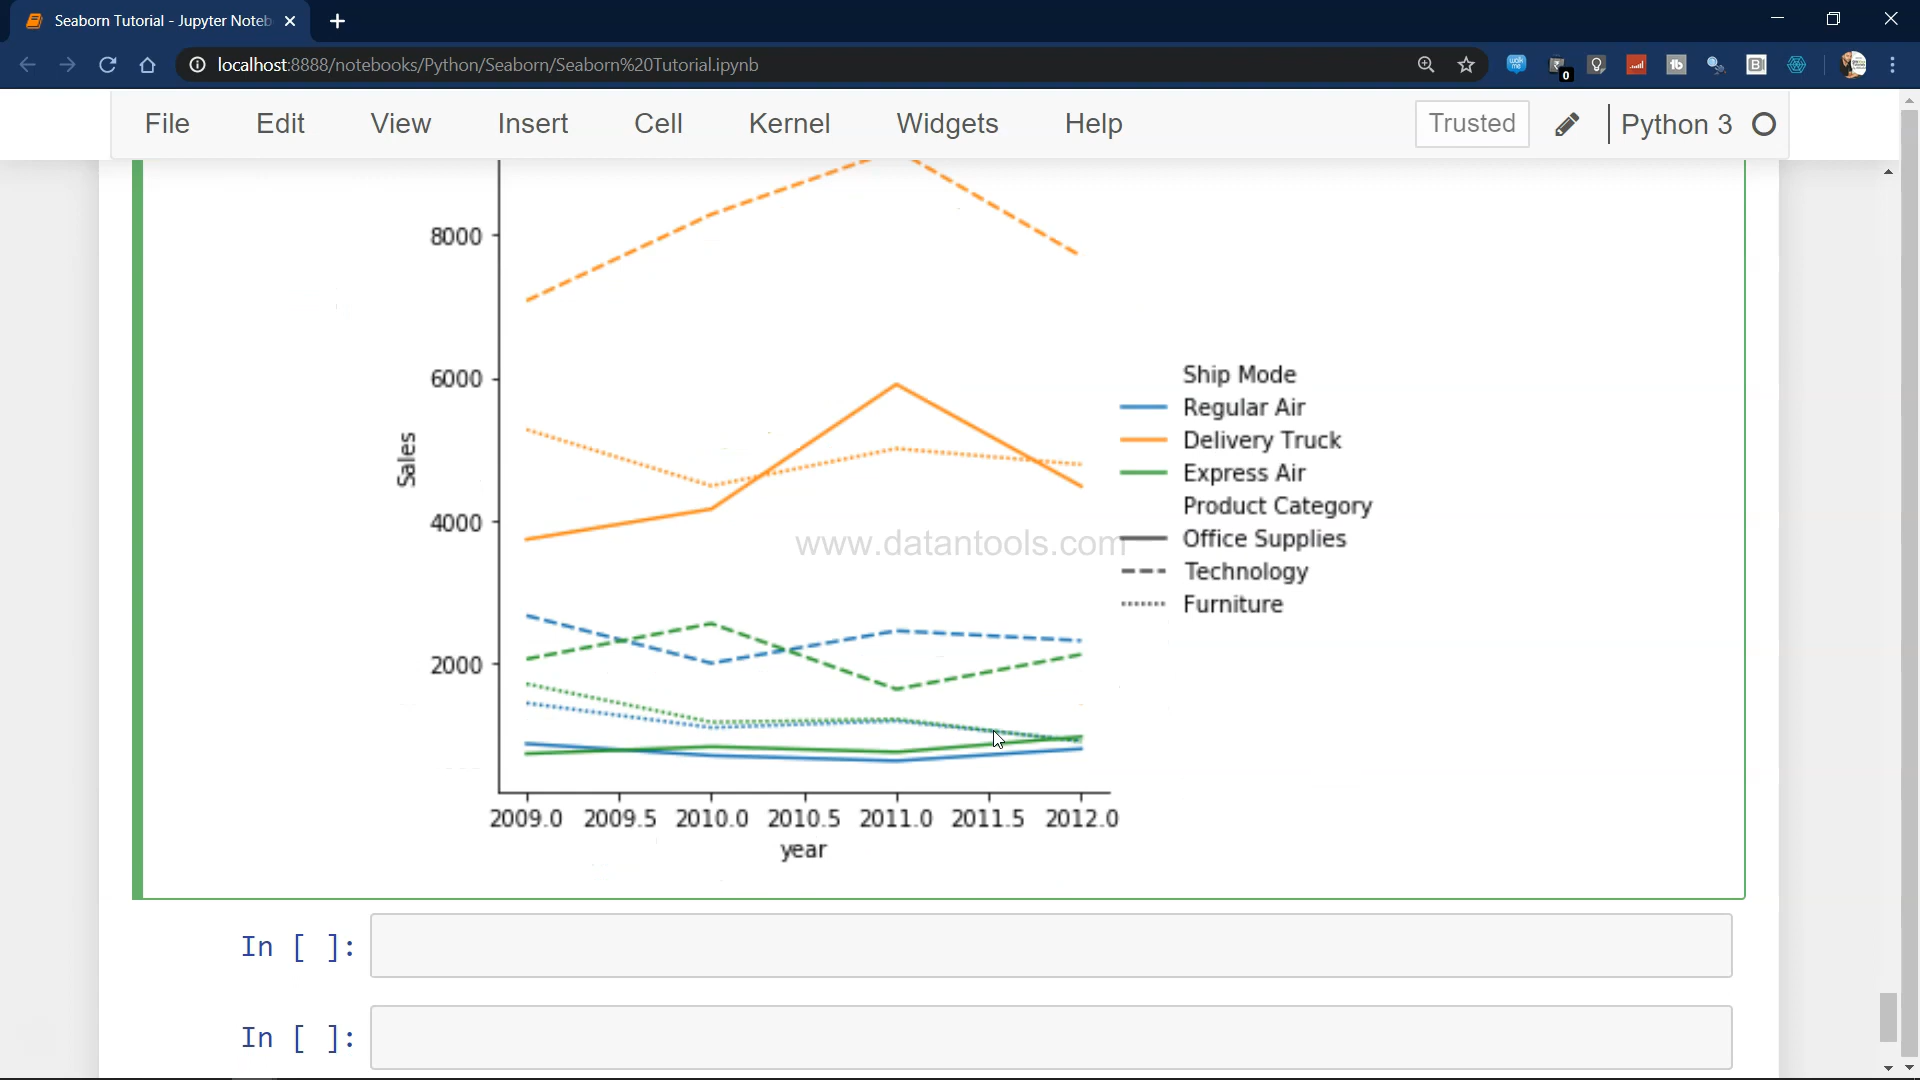 Seaborn Tutorial - Jupyter Noteb
localhost:8888/notebooks/Python/Seaborn/Seaborn%20Tutorial.ipynb
0
File Edit View Insert Cell Kernel Widgets Help Trusted Python 3
8000
6000
4000
2000
Sales
2009.0 2009.5 2010.0 2010.5 2011.0 2011.5 2012.0
year
Ship Mode
Regular Air
Delivery Truck
Express Air
Product Category
Office Supplies
Technology
Furniture
www.datantools.com
In [ ]:
In [ ]: